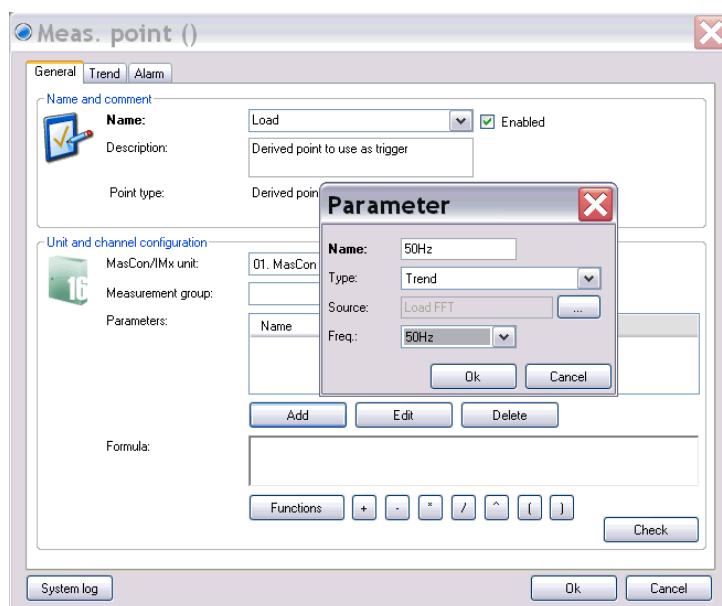 Meas. point ()
General Trend Alarm
Name and comment
Name: Load Enabled
Description: Derived point to use as trigger
Point type: Derived poin
Parameter
Name: 50Hz
Type: Trend
Source: Load FFT ...
Freq.: 50Hz
Ok Cancel
Unit and channel configuration
16
MasCon/IMx unit: 01. MasCon
Measurement group:
Parameters: Name
Add Edit Delete
Formula:
Functions + - * / ^ ( )
Check
System log Ok Cancel